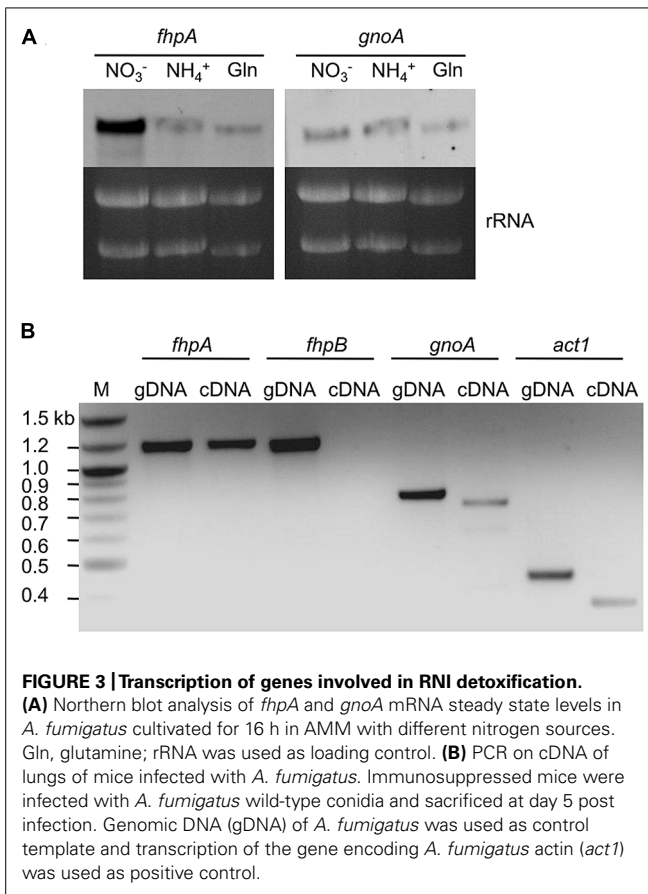 A
fhpA gnoA
NO₃⁻ NH₄⁺ Gln NO₃⁻ NH₄⁺ Gln
rRNA
B
fhpA fhpB gnoA act1
M gDNA cDNA gDNA cDNA gDNA cDNA gDNA cDNA
1.5 kb
1.2
1.0
0.9
0.8
0.7
0.6
0.5
0.4
FIGURE 3 | Transcription of genes involved in RNI detoxification.
(A) Northern blot analysis of fhpA and gnoA mRNA steady state levels in
A. fumigatus cultivated for 16 h in AMM with different nitrogen sources.
Gln, glutamine; rRNA was used as loading control. (B) PCR on cDNA of
lungs of mice infected with A. fumigatus. Immunosuppressed mice were
infected with A. fumigatus wild-type conidia and sacrificed at day 5 post
infection. Genomic DNA (gDNA) of A. fumigatus was used as control
template and transcription of the gene encoding A. fumigatus actin (act1)
was used as positive control.